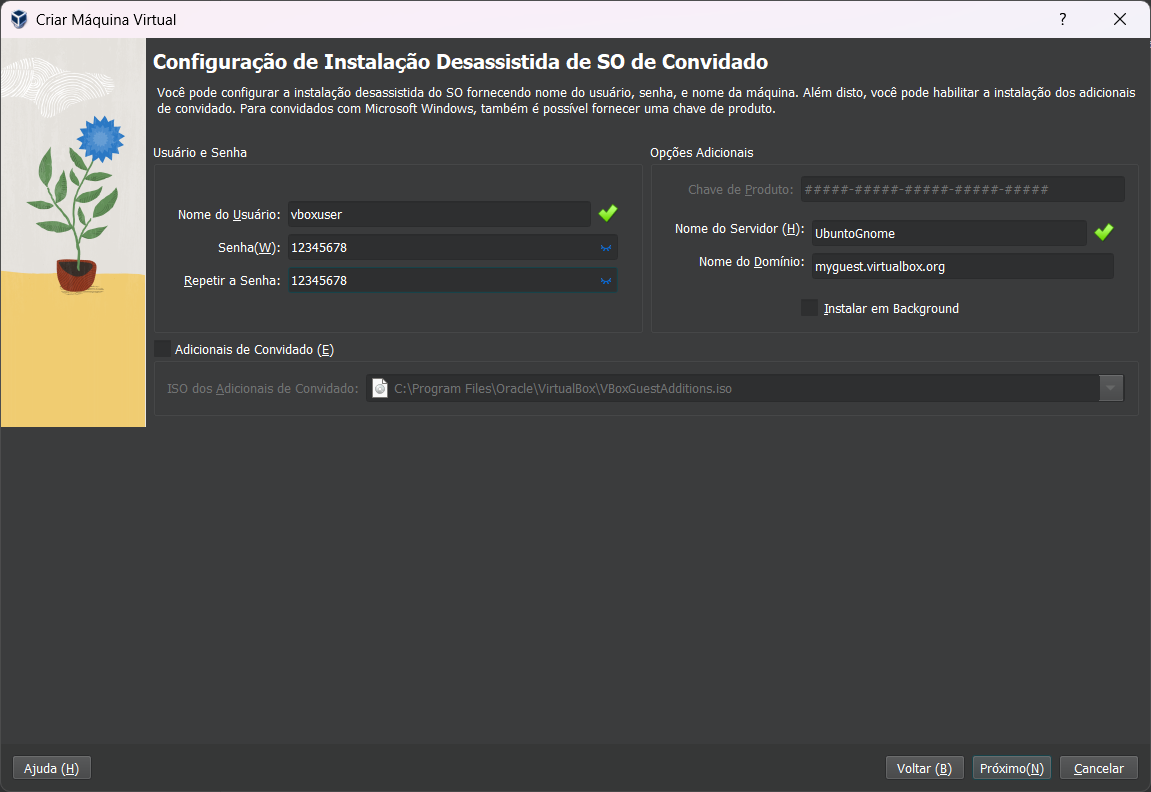 Criar Máquina Virtual
?
Configuração de Instalação Desassistida de SO de Convidado
Você pode configurar a instalação desassistida do SO fornecendo nome do usuário, senha, e nome da máquina. Além disto, você pode habilitar a instalação dos adicionais
de convidado. Para convidados com Microsoft Windows, também é possível fornecer uma chave de produto.
Usuário e Senha
Nome do Usuário: vboxuser
Senha(W): 12345678
Repetir a Senha: 12345678
Opções Adicionais
Chave de Produto: #####-#####-#####-#####-#####
Nome do Servidor (H): UbuntoGnome
Nome do Domínio: myguest.virtualbox.org
Instalar em Background
Adicionais de Convidado (E)
ISO dos Adicionais de Convidado: C:\Program Files\Oracle\VirtualBox\VBoxGuestAdditions.iso
Ajuda (H)
Voltar (B)
Próximo(N)
Cancelar